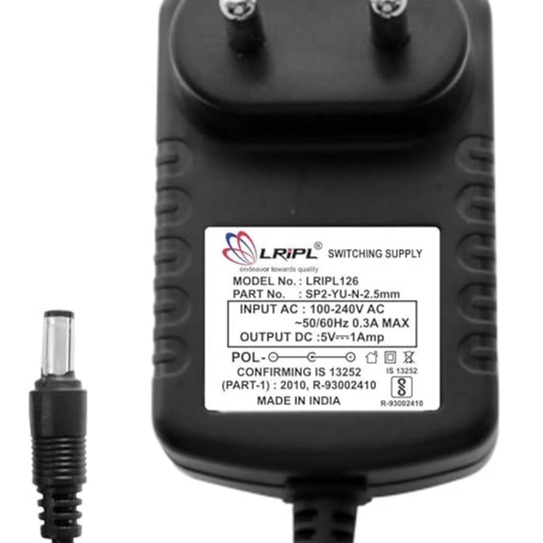 LRIPL® SWITCHING SUPPLY
endeavor towards quality
MODEL No. : LRIPL126
PART No. : SP2-YU-N-2.5mm
INPUT AC : 100-240V AC
~50/60Hz 0.3A MAX
OUTPUT DC :5V⎓1Amp
POL-
CONFIRMING IS 13252
(PART-1) : 2010, R-93002410
MADE IN INDIA
IS 13252
R-93002410